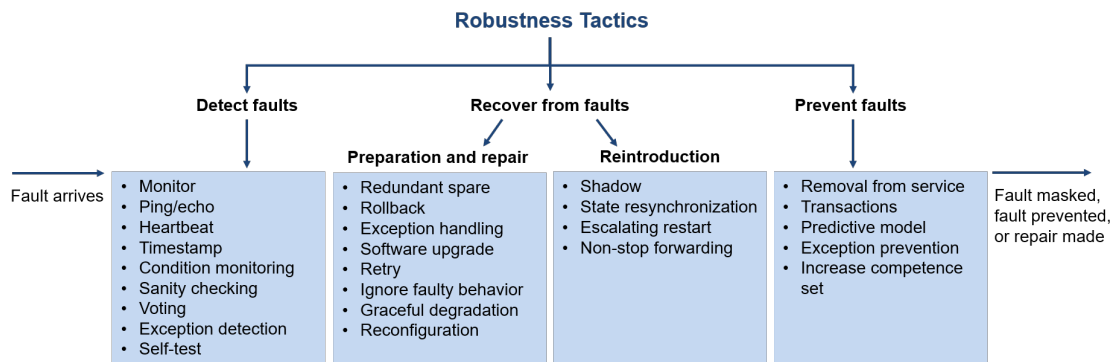 Robustness Tactics
Detect faults
Recover from faults
Prevent faults
Preparation and repair
Reintroduction
Fault arrives
• Monitor
• Ping/echo
• Heartbeat
• Timestamp
• Condition monitoring
• Sanity checking
• Voting
• Exception detection
• Self-test
• Redundant spare
• Rollback
• Exception handling
• Software upgrade
• Retry
• Ignore faulty behavior
• Graceful degradation
• Reconfiguration
• Shadow
• State resynchronization
• Escalating restart
• Non-stop forwarding
• Removal from service
• Transactions
• Predictive model
• Exception prevention
• Increase competence
set
Fault masked,
fault prevented,
or repair made